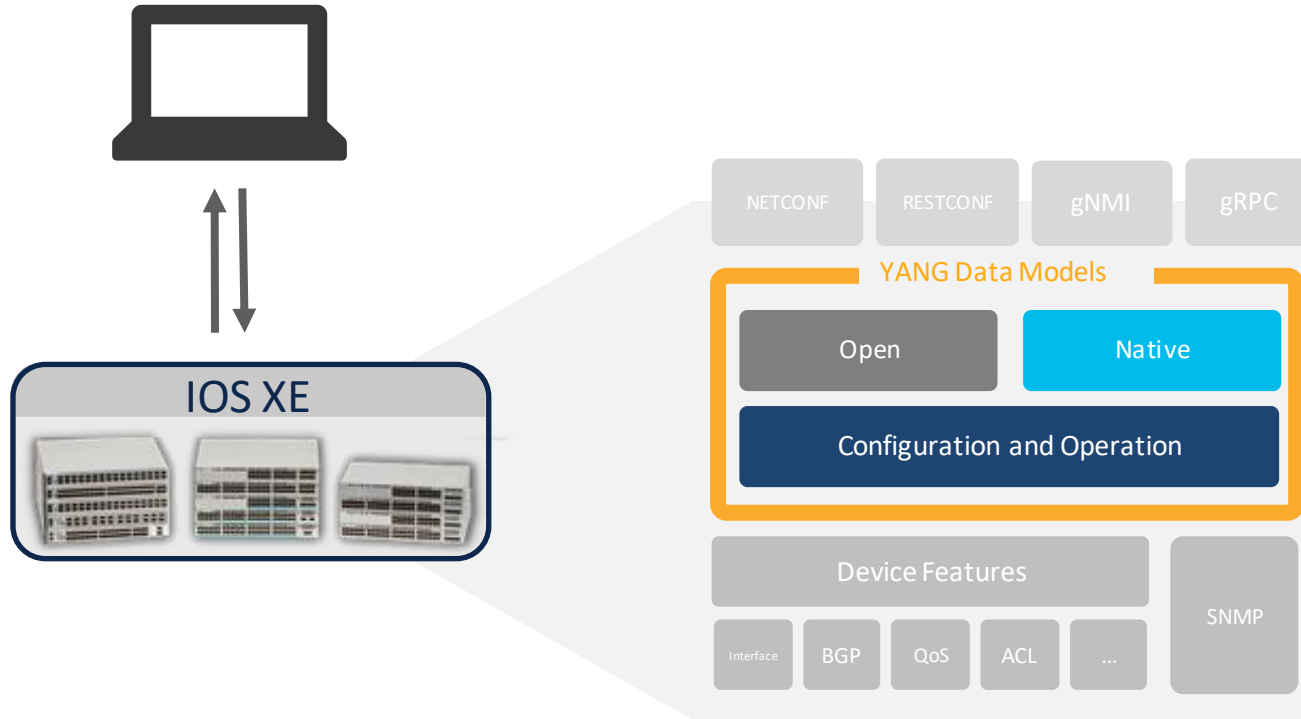 NETCONF
RESTCONF
gNMI
gRPC
YANG Data Models
Open
Native
Configuration and Operation
IOS XE
Device Features
SNMP
Interface
BGP
QoS
ACL
...